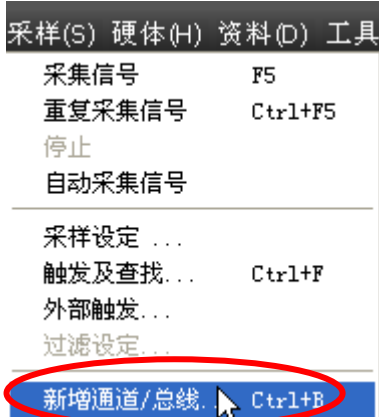 采样(S) 硬体(H) 资料(D) 工具
采集信号 F5
重复采集信号 Ctrl+F5
停止
自动采集信号
采样设定 ...
触发及查找... Ctrl+F
外部触发...
过滤设定...
新增通道/总线. Ctrl+B